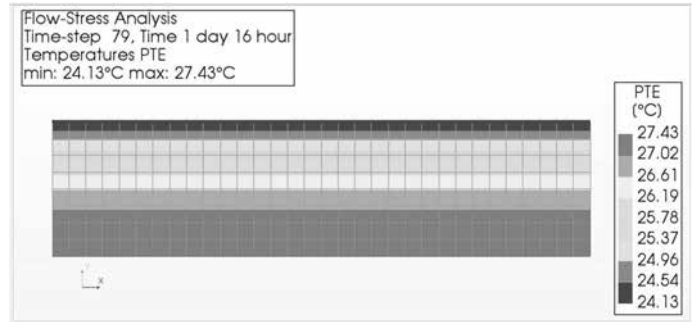 Flow-Stress Analysis
Time-step 79, Time 1 day 16 hour
Temperatures PTE
min: 24.13°C max: 27.43°C
PTE
(°C)
27.43
27.02
26.61
26.19
25.78
25.37
24.96
24.54
24.13
Y
X